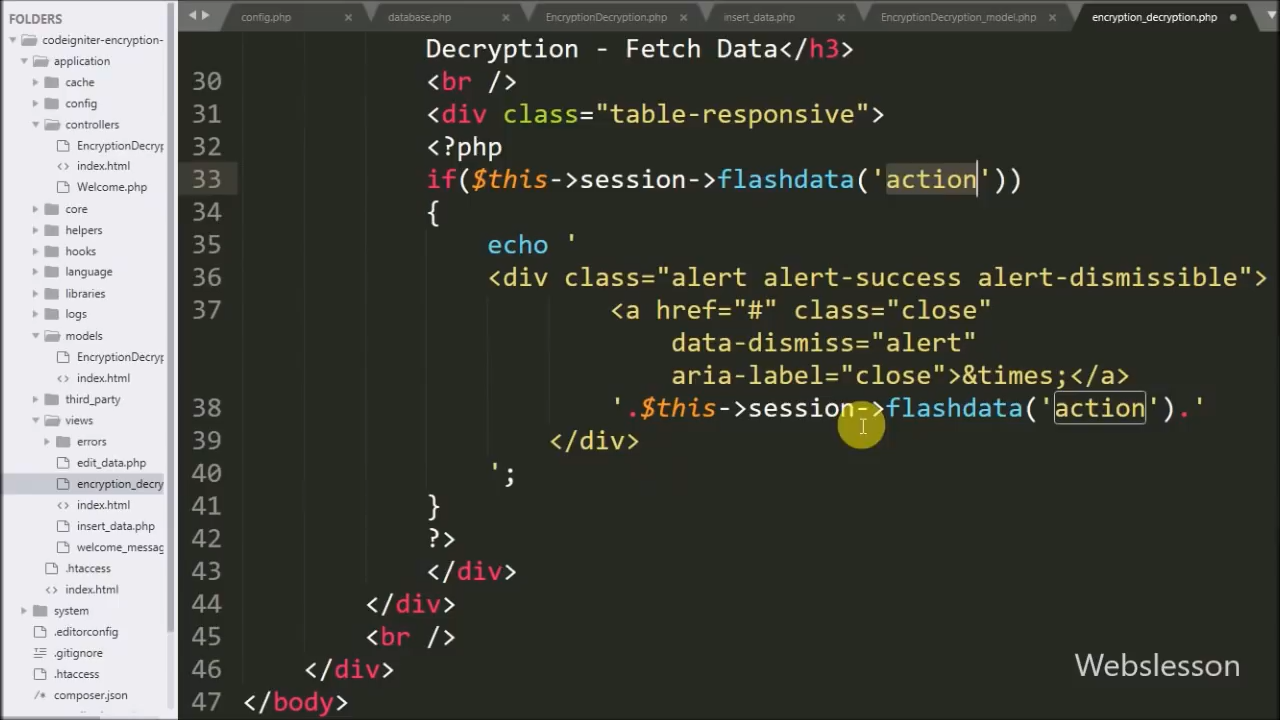 FOLDERS
codeigniter-encryption-
application
cache
config
controllers
EncryptionDecryp
index.html
Welcome.php
core
helpers
hooks
language
libraries
logs
models
EncryptionDecryp
index.html
third_party
views
errors
edit_data.php
encryption_decry
index.html
insert_data.php
welcome_messag
.htaccess
index.html
system
.editorconfig
.gitignore
.htaccess
composer.json
config.php × database.php × EncryptionDecryption.php × insert_data.php × EncryptionDecryption_model.php × encryption_decryption.php
Decryption - Fetch Data</h3>
30 <br />
31 <div class="table-responsive">
32 <?php
33 if($this->session->flashdata('action'))
34 {
35 echo '
36 <div class="alert alert-success alert-dismissible">
37 <a href="#" class="close"
data-dismiss="alert"
aria-label="close">&times;</a>
38 '.$this->session->flashdata('action').'
39 </div>
40 ';
41 }
42 ?>
43 </div>
44 </div>
45 <br />
46 </div>
47 </body>
Webslesson